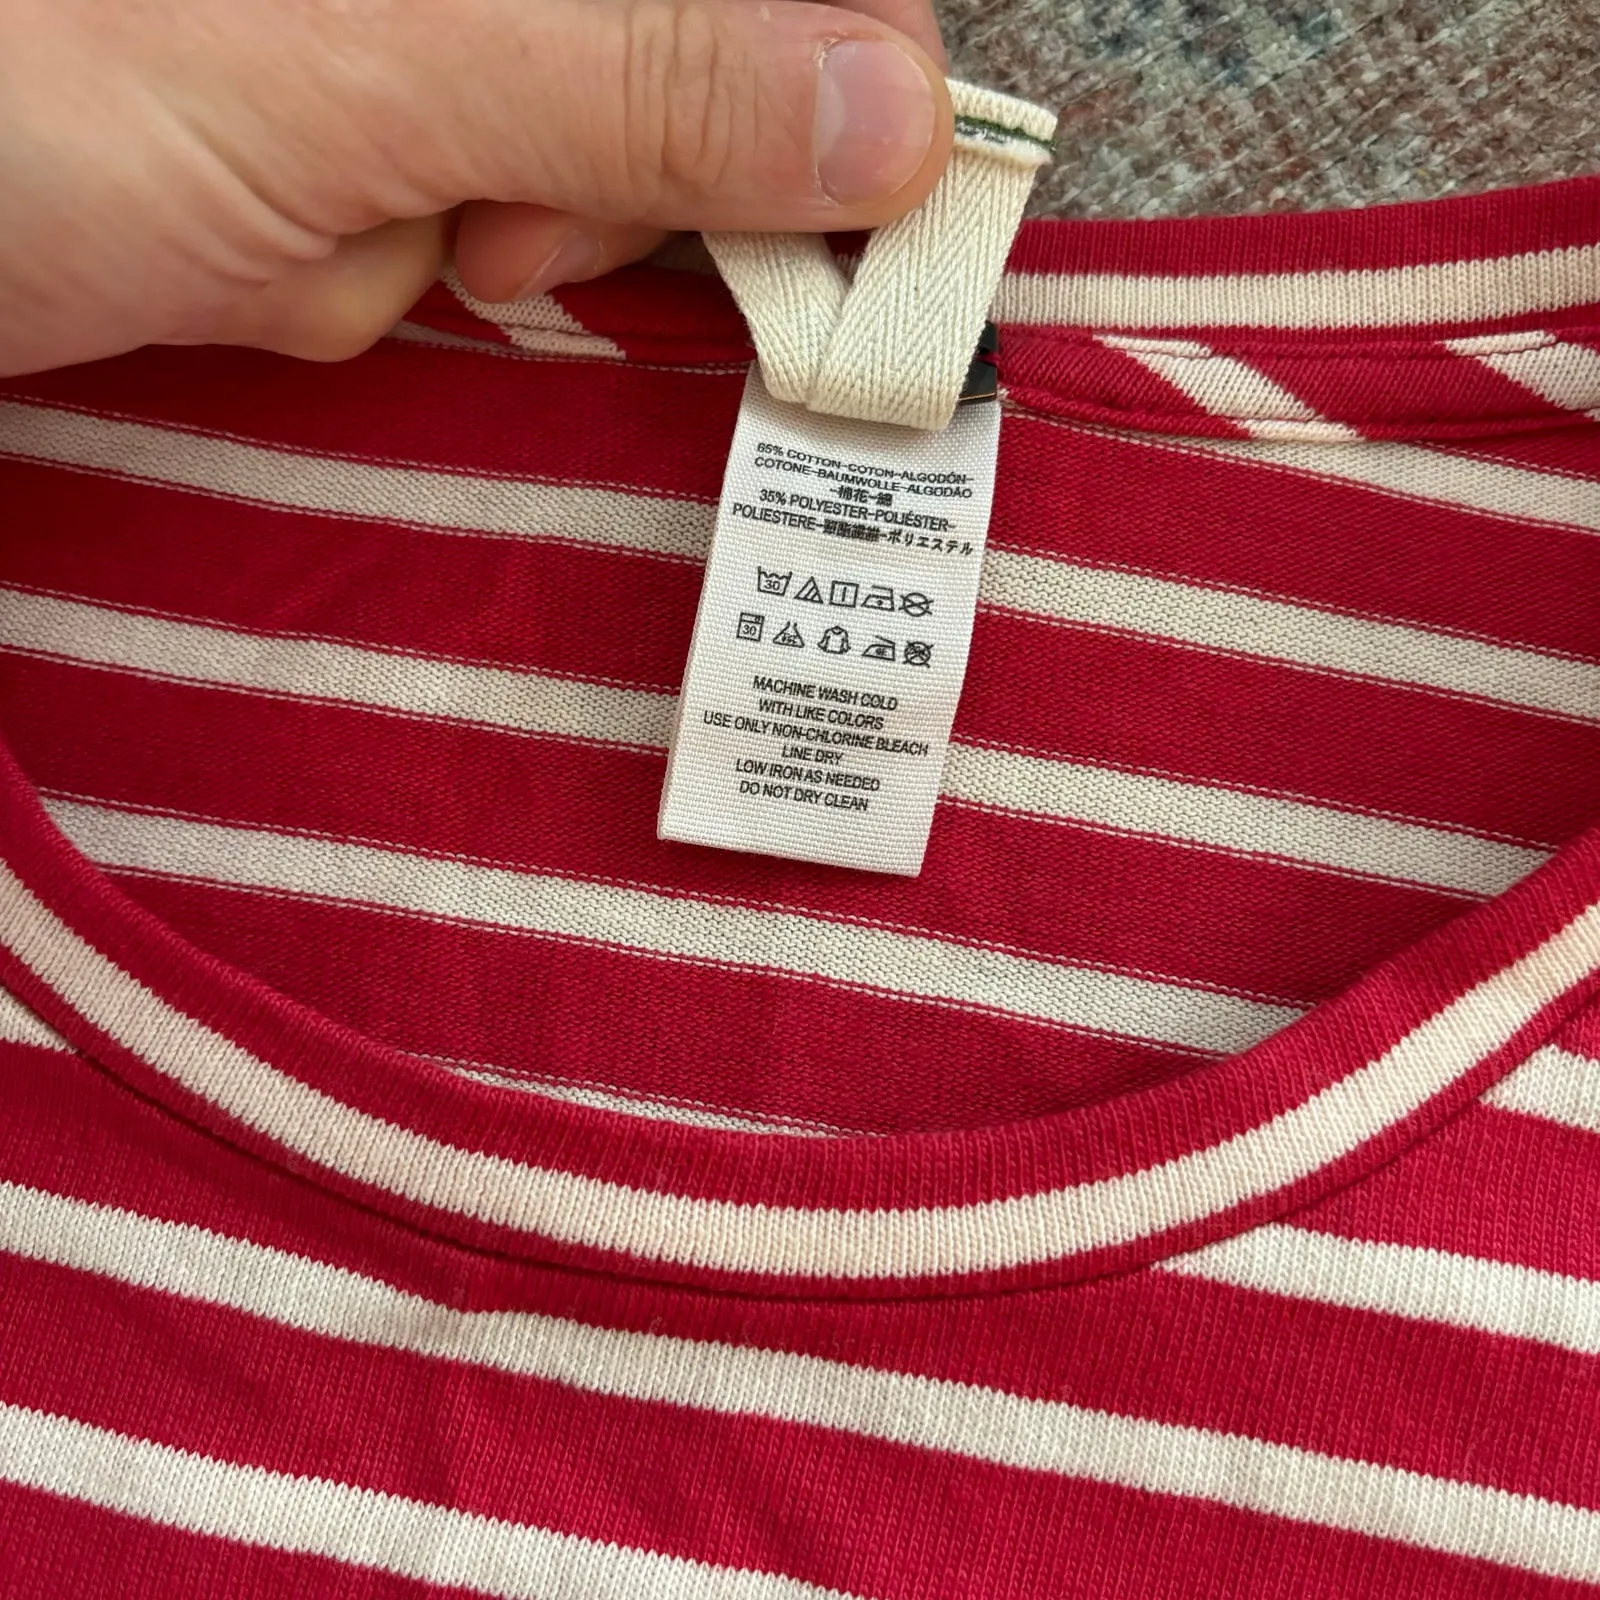 65% COTTON-COTON-ALGODÓN-
COTONE-BAUMWOLLE-ALGODÃO
-棉花-綿
35% POLYESTER-POLIÉSTER-
POLIESTERE-聚酯纖維-ポリエステル
30
30
MACHINE WASH COLD
WITH LIKE COLORS
USE ONLY NON-CHLORINE BLEACH
LINE DRY
LOW IRON AS NEEDED
DO NOT DRY CLEAN